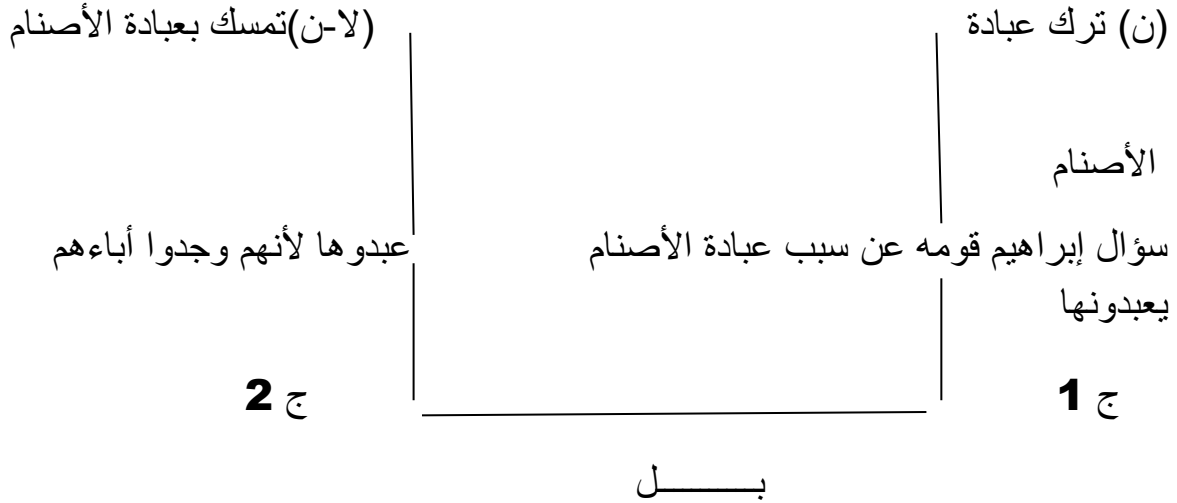 (ن) ترك عبادة (لا-ن)تمسك بعبادة الأصنام
الأصنام
سؤال إبراهيم قومه عن سبب عبادة الأصنام عبدوها لأنهم وجدوا أباءهم
يعبدونها
ج 1 ج 2
بــــــــل